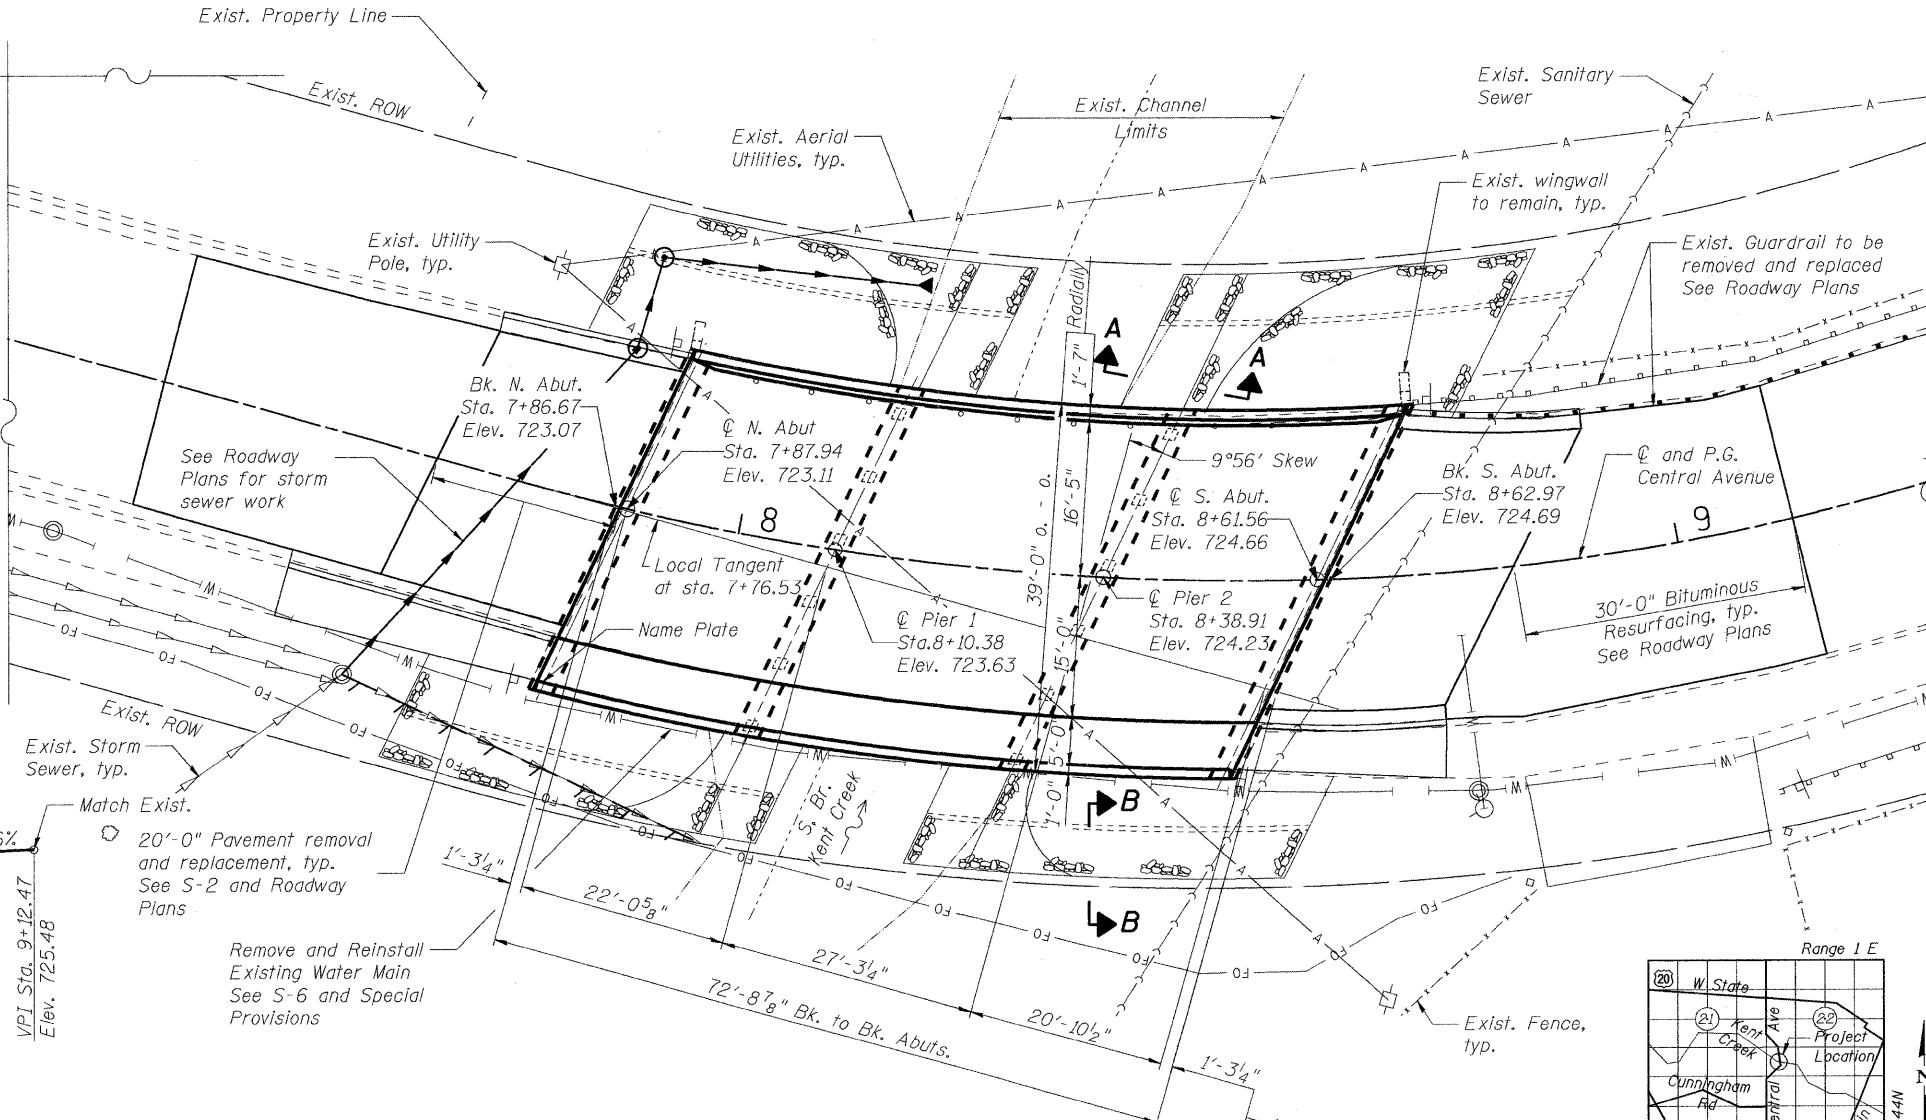 Exist. Property Line
Exist. ROW
Exist. Aerial
Utilities, typ.
Exist. Channel
Limits
Exist. Sanitary
Sewer
Exist. wingwall
to remain, typ.
Exist. Guardrail to be
removed and replaced
See Roadway Plans
Exist. Utility
Pole, typ.
1'-7" Radially
A
A
Bk. N. Abut.
Sta. 7+86.67
Elev. 723.07
℄ N. Abut
Sta. 7+87.94
Elev. 723.11
9°56' Skew
℄ S. Abut.
Sta. 8+61.56
Elev. 724.66
Bk. S. Abut.
Sta. 8+62.97
Elev. 724.69
℄ and P.G.
Central Avenue
See Roadway
Plans for storm
sewer work
8
9
16'-5"
39'-0" o. - o.
Local Tangent
at sta. 7+76.53
Name Plate
℄ Pier 1
Sta.8+10.38
Elev. 723.63
℄ Pier 2
Sta. 8+38.91
Elev. 724.23
15'-0"
30'-0" Bituminous
Resurfacing, typ.
See Roadway Plans
Exist. ROW
Exist. Storm
Sewer, typ.
Match Exist.
20'-0" Pavement removal
and replacement, typ.
See S-2 and Roadway
Plans
VPI Sta. 9+12.47
Elev. 725.48
5'-0"
1'-0"
B
B
S. Br.
Kent Creek
1'-3¼"
22'-0⅝"
27'-3¼"
20'-10½"
1'-3¼"
72'-8⅞" Bk. to Bk. Abuts.
Remove and Reinstall
Existing Water Main
See S-6 and Special
Provisions
Exist. Fence,
typ.
Range 1 E
20
W. State
21
22
Kent
Creek
Ave
Project
Location
Cunningham
Rd
Central
44N
N